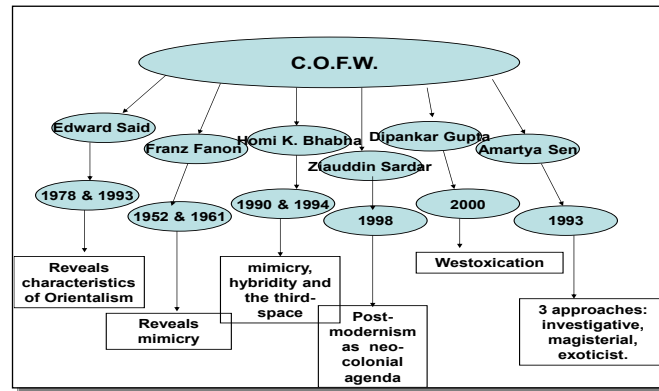 C.O.F.W.
Edward Said
Franz Fanon
Homi K. Bhabha
Ziauddin Sardar
Dipankar Gupta
Amartya Sen
1978 & 1993
1952 & 1961
1990 & 1994
1998
2000
1993
Reveals
characteristics
of Orientalism
Reveals
mimicry
mimicry,
hybridity and
the third-
space
Post-
modernism
as neo-
colonial
agenda
Westoxication
3 approaches:
investigative,
magisterial,
exoticist.